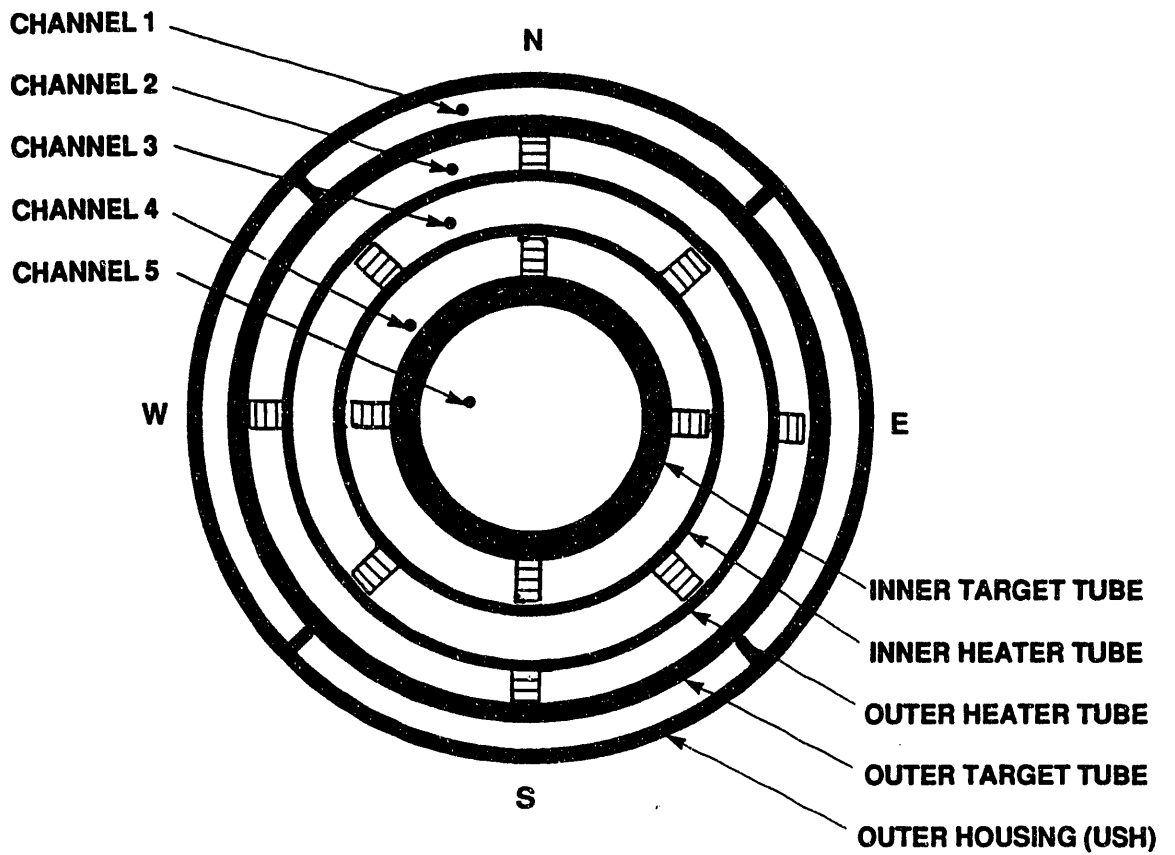 CHANNEL 1
N
CHANNEL 2
CHANNEL 3
CHANNEL 4
CHANNEL 5
W
E
INNER TARGET TUBE
INNER HEATER TUBE
OUTER HEATER TUBE
OUTER TARGET TUBE
S
OUTER HOUSING (USH)